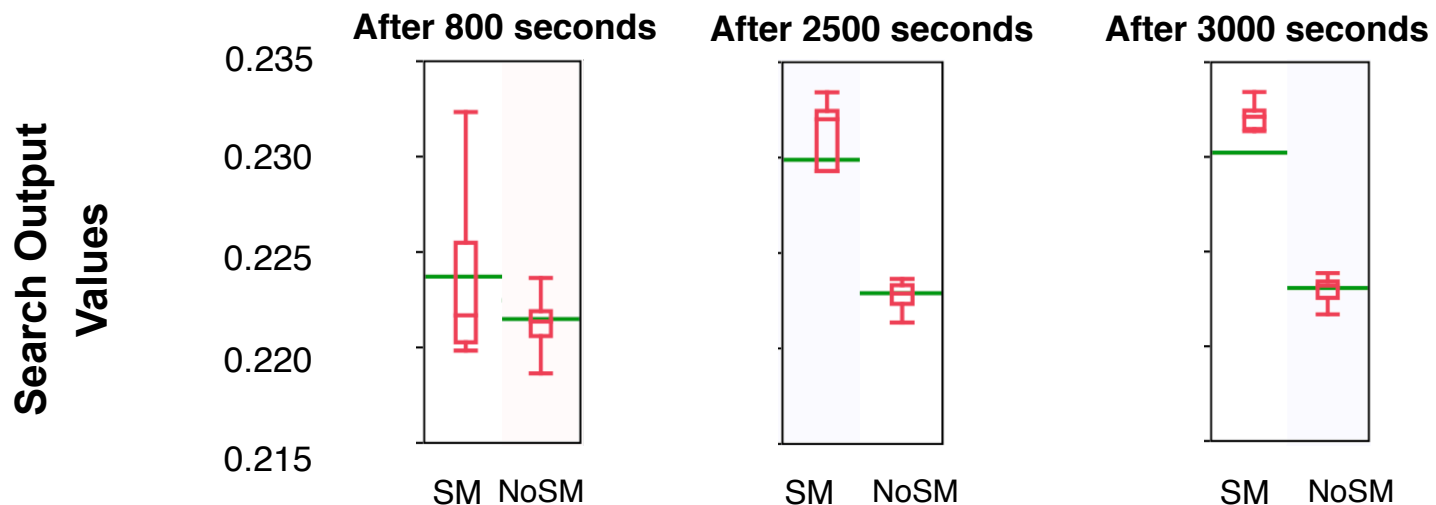 After 800 seconds
After 2500 seconds
After 3000 seconds
Search Output
Values
0.235
0.230
0.225
0.220
0.215
SM NoSM
SM NoSM
SM NoSM